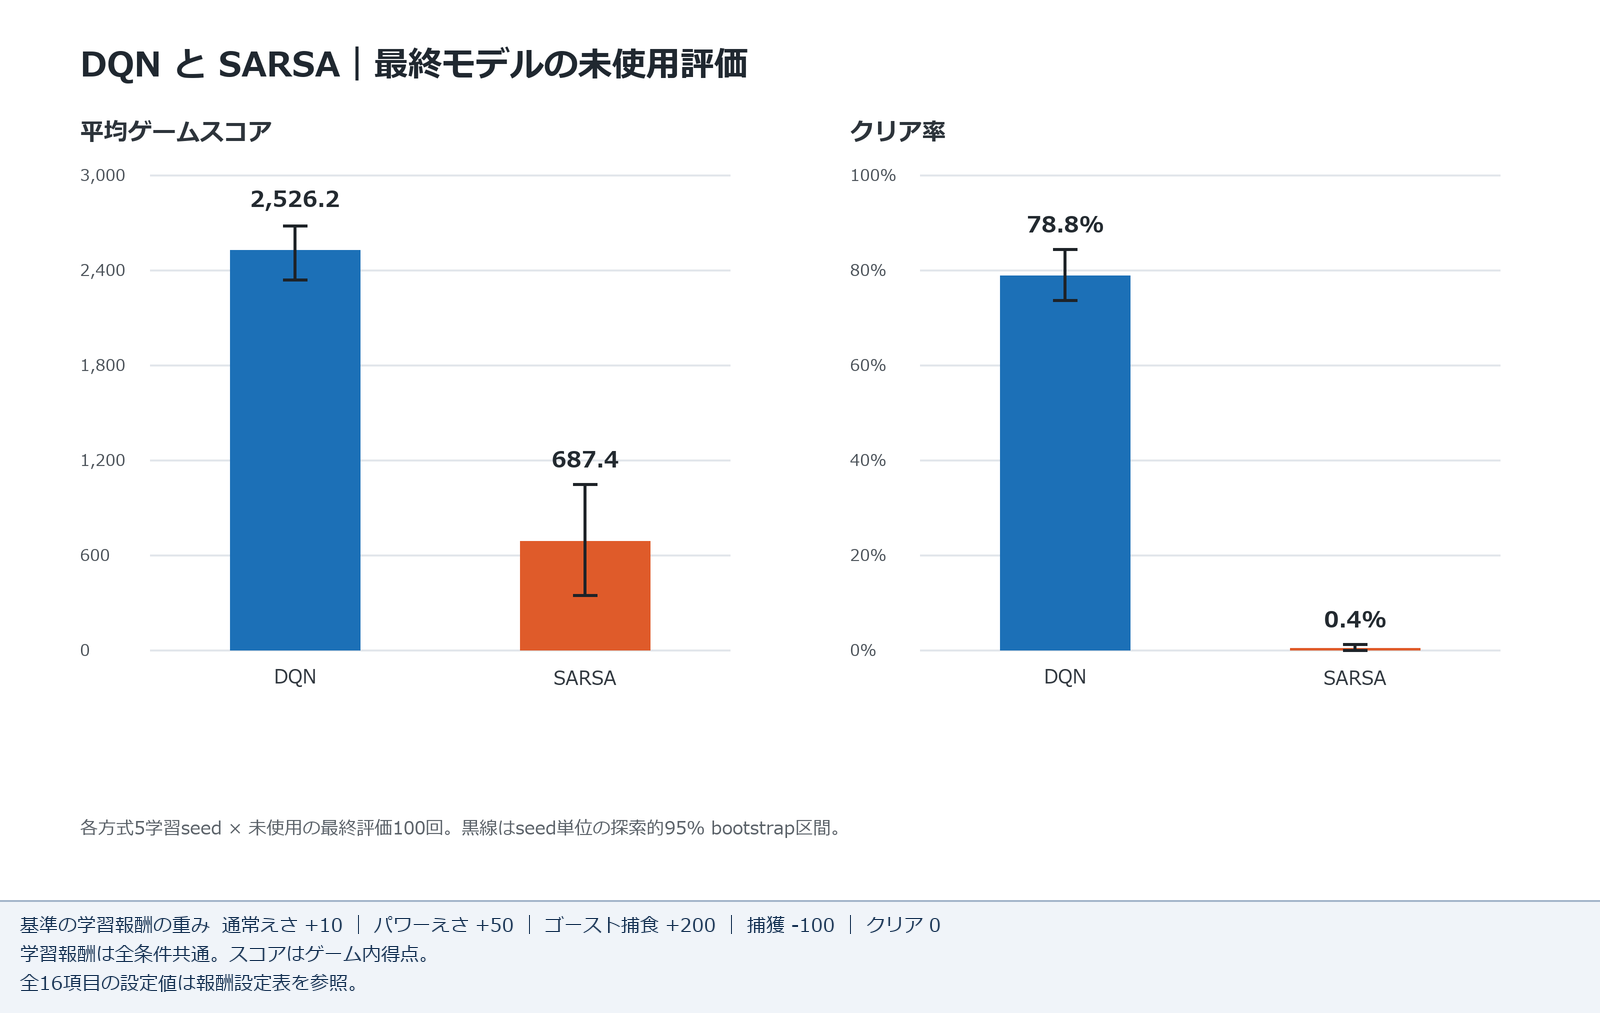 DQN と SARSA｜最終モデルの未使用評価
平均ゲームスコア
3,000
2,400
1,800
1,200
600
0
2,526.2
687.4
DQN
SARSA
クリア率
100%
80%
60%
40%
20%
0%
78.8%
0.4%
DQN
SARSA
各方式5学習seed × 未使用の最終評価100回。黒線はseed単位の探索的95% bootstrap区間。
基準の学習報酬の重み 通常えさ +10 ｜ パワーえさ +50 ｜ ゴースト捕食 +200 ｜ 捕獲 -100 ｜ クリア 0
学習報酬は全条件共通。スコアはゲーム内得点。
全16項目の設定値は報酬設定表を参照。